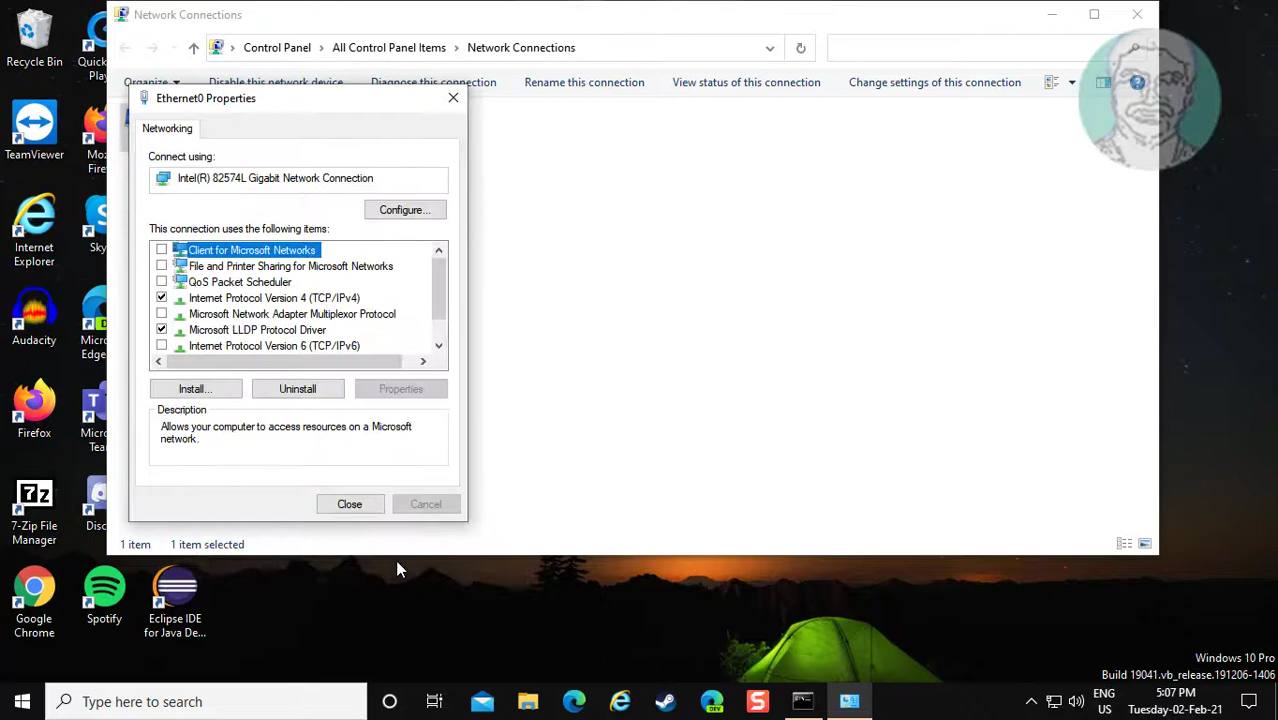 Network Connections
Control Panel > All Control Panel Items > Network Connections
Organize Disable this network device Diagnose this connection Rename this connection View status of this connection Change settings of this connection
Ethernet0 Properties
Networking
Connect using:
Intel(R) 82574L Gigabit Network Connection
Configure...
This connection uses the following items:
Client for Microsoft Networks
File and Printer Sharing for Microsoft Networks
QoS Packet Scheduler
Internet Protocol Version 4 (TCP/IPv4)
Microsoft Network Adapter Multiplexor Protocol
Microsoft LLDP Protocol Driver
Internet Protocol Version 6 (TCP/IPv6)
Install... Uninstall Properties
Description
Allows your computer to access resources on a Microsoft
network.
Close Cancel
1 item 1 item selected
Recycle Bin
TeamViewer
Internet
Explorer
Audacity
Firefox
7z
7-Zip File
Manager
Google
Chrome
Spotify
Eclipse IDE
for Java De...
Windows 10 Pro
Build 19041.vb_release.191206-1406
Type here to search
DEV
ENG
US
5:07 PM
Tuesday-02-Feb-21